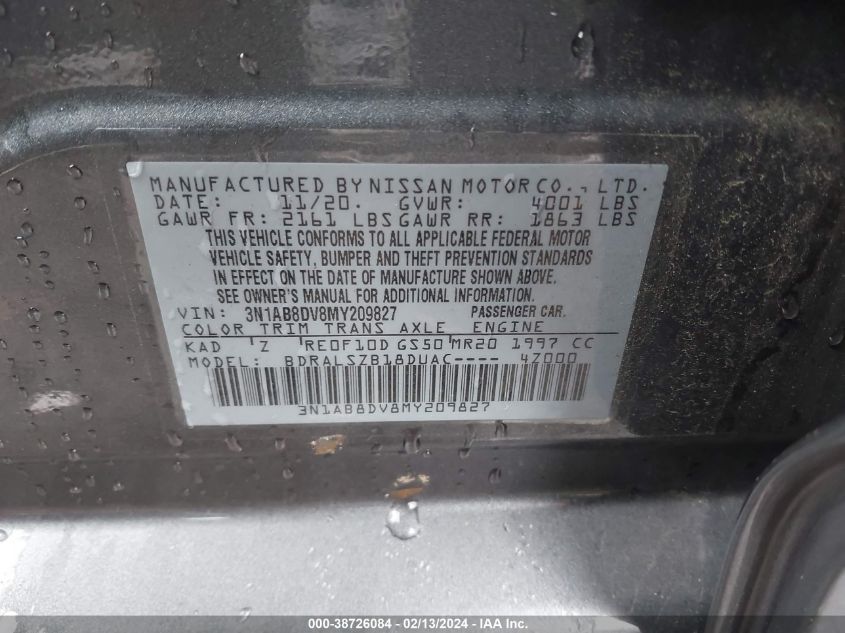 MANUFACTURED BY NISSAN MOTOR CO., LTD.
DATE: 11/20. GVWR: 4001 LBS
GAWR FR: 2161 LBS GAWR RR: 1863 LBS
THIS VEHICLE CONFORMS TO ALL APPLICABLE FEDERAL MOTOR
VEHICLE SAFETY, BUMPER AND THEFT PREVENTION STANDARDS
IN EFFECT ON THE DATE OF MANUFACTURE SHOWN ABOVE.
SEE OWNER'S MANUAL FOR ADDITIONAL INFORMATION.
VIN: 3N1AB8DV8MY209827 PASSENGER CAR.
COLOR TRIM TRANS AXLE ENGINE
KAD Z RE0F10D GS50 MR20 1997 CC
MODEL: BDRALSZB18DUAC---- 4Z000
3N1AB8DV8MY209827
000-38726084 - 02/13/2024 - IAA Inc.